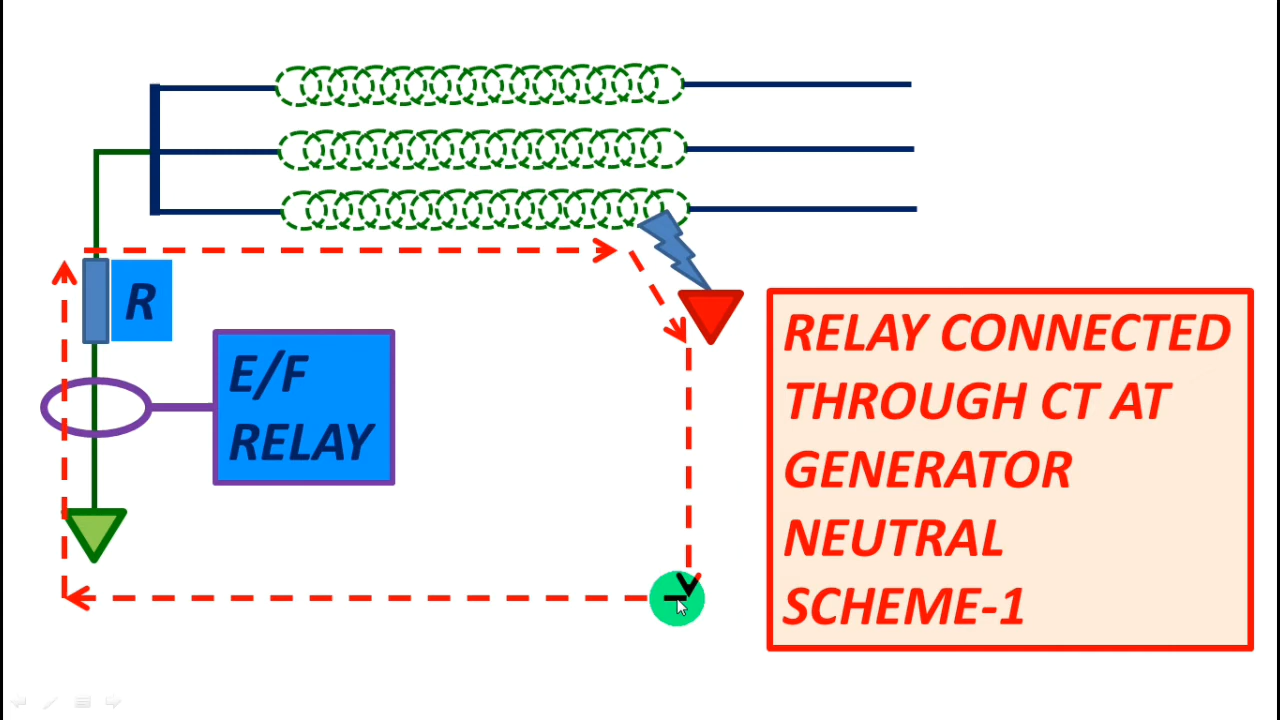 R
E/F
RELAY
RELAY CONNECTED
THROUGH CT AT
GENERATOR
NEUTRAL
SCHEME-1